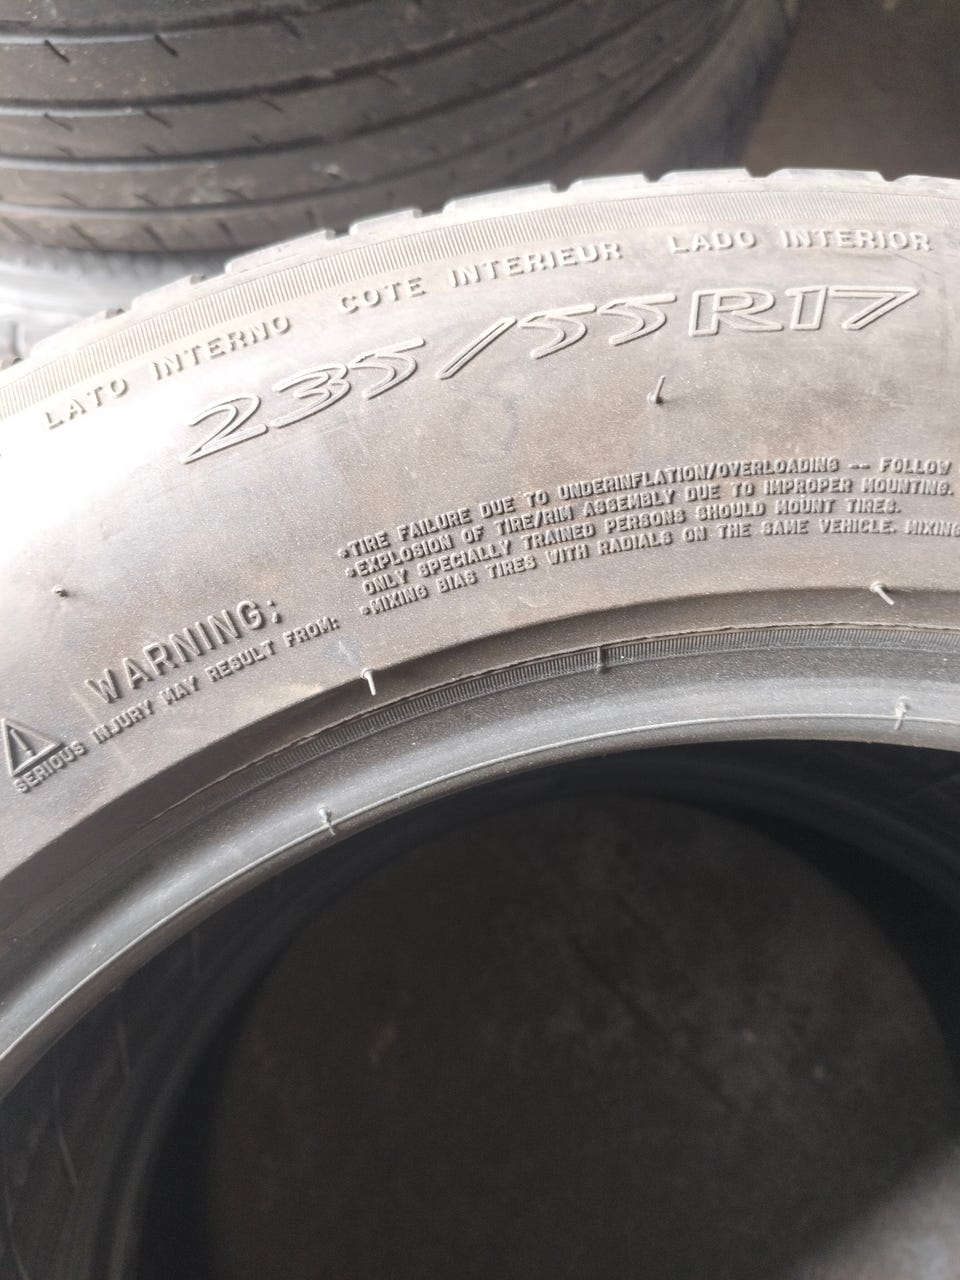 LATO INTERNO COTE INTERIEUR LADO INTERIOR
235/55R17
WARNING:
SERIOUS INJURY MAY RESULT FROM:
•TIRE FAILURE DUE TO UNDERINFLATION/OVERLOADING -- FOLLOW
•EXPLOSION OF TIRE/RIM ASSEMBLY DUE TO IMPROPER MOUNTING.
ONLY SPECIALLY TRAINED PERSONS SHOULD MOUNT TIRES.
•MIXING BIAS TIRES WITH RADIALS ON THE SAME VEHICLE. MIXING